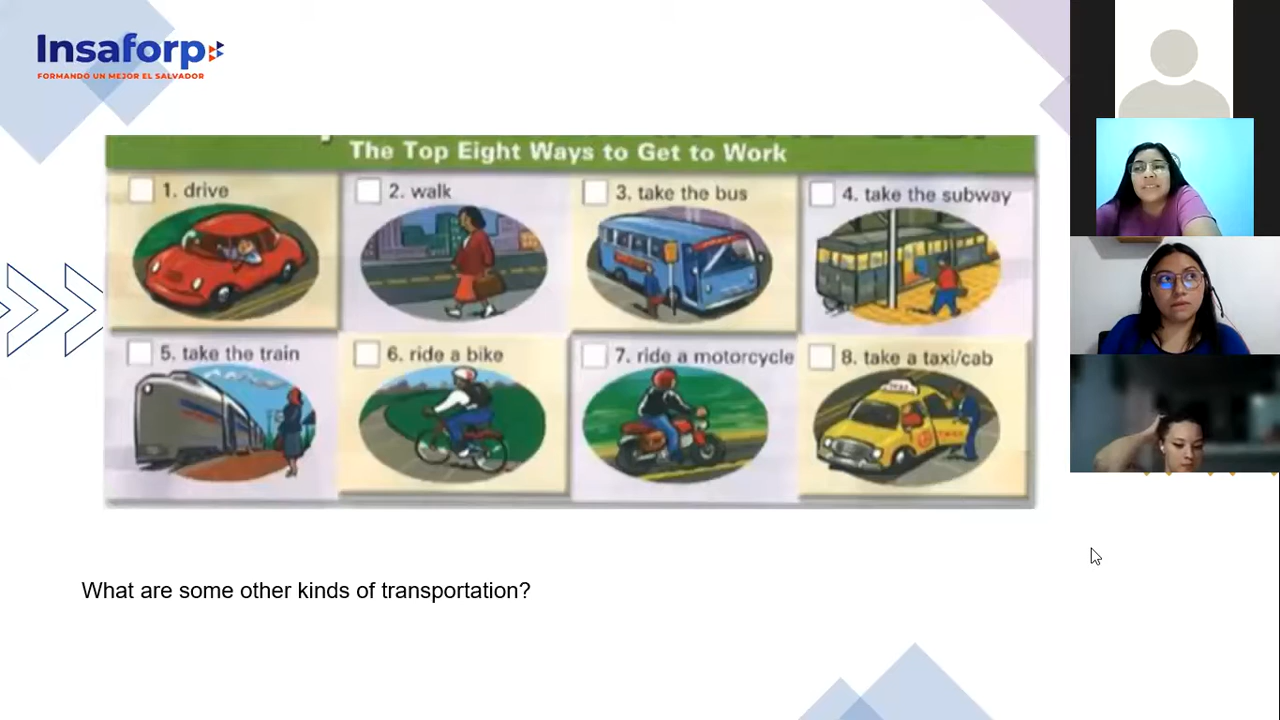 Insaforp
FORMANDO UN MEJOR EL SALVADOR
The Top Eight Ways to Get to Work
1. drive
2. walk
3. take the bus
4. take the subway
5. take the train
6. ride a bike
7. ride a motorcycle
8. take a taxi/cab
TAXI
What are some other kinds of transportation?